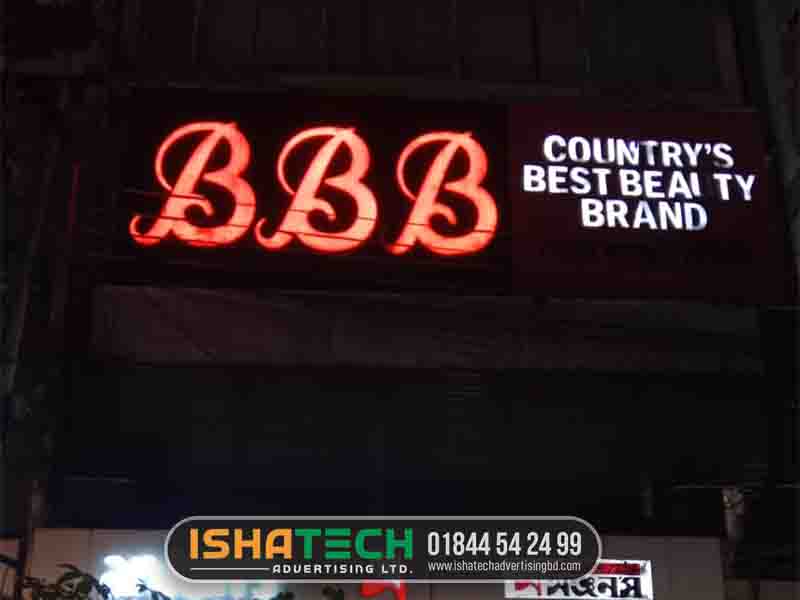 BBB
COUNTRY'S
BEST BEAUTY
BRAND
ISHATECH
ADVERTISING LTD.
01844 54 24 99
www.ishatechadvertisingbd.com